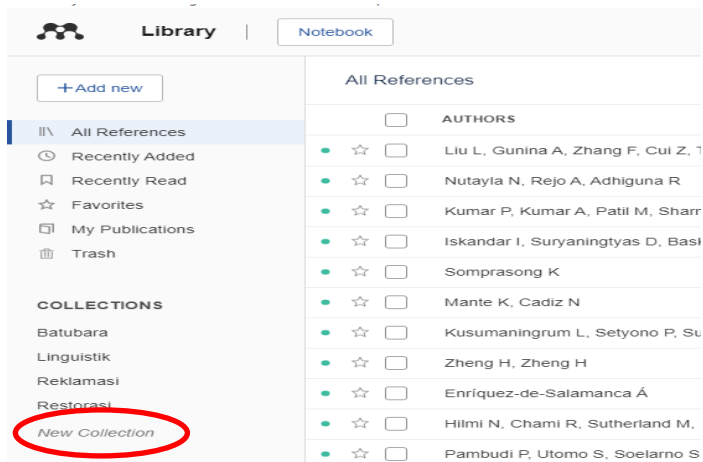 Library
Notebook
+Add new
All References
Recently Added
Recently Read
Favorites
My Publications
Trash
COLLECTIONS
Batubara
Linguistik
Reklamasi
Restorasi
New Collection
All References
AUTHORS
Liu L, Gunina A, Zhang F, Cui Z,
Nutayla N, Rejo A, Adhiguna R
Kumar P, Kumar A, Patil M,
Iskandar I, Suryaningtyas D,
Somprasong K
Mante K, Cadiz N
Kusumaningrum L, Setyono P,
Zheng H, Zheng H
Enríquez-de-Salamanca Á
Hilmi N, Chami R, Sutherland M,
Pambudi P, Utomo S, Soelarno S